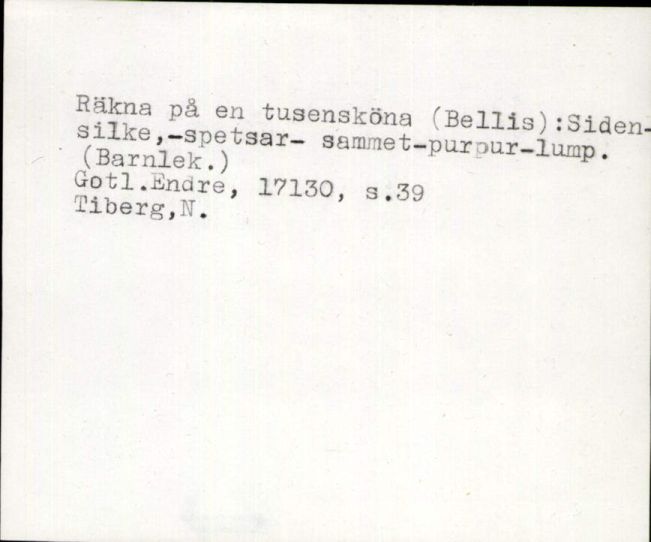 Räkna på en tusensköna (Bellis):Siden-
silke,-spetsar- sammet-purpur-lump.
(Barnlek.)
Gotl.Endre, 17130, s.39
Tiberg,N.